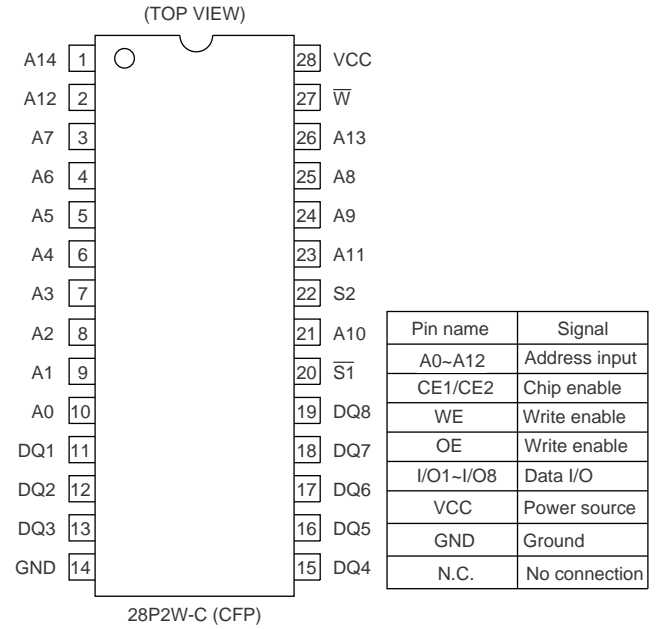 (TOP VIEW)
A14 1 28 VCC
A12 2 27 W̅
A7 3 26 A13
A6 4 25 A8
A5 5 24 A9
A4 6 23 A11
A3 7 22 S2
A2 8 21 A10
A1 9 20 S̅1̅
A0 10 19 DQ8
DQ1 11 18 DQ7
DQ2 12 17 DQ6
DQ3 13 16 DQ5
GND 14 15 DQ4
28P2W-C (CFP)
Pin name Signal
A0~A12 Address input
CE1/CE2 Chip enable
WE Write enable
OE Write enable
I/O1~I/O8 Data I/O
VCC Power source
GND Ground
N.C. No connection